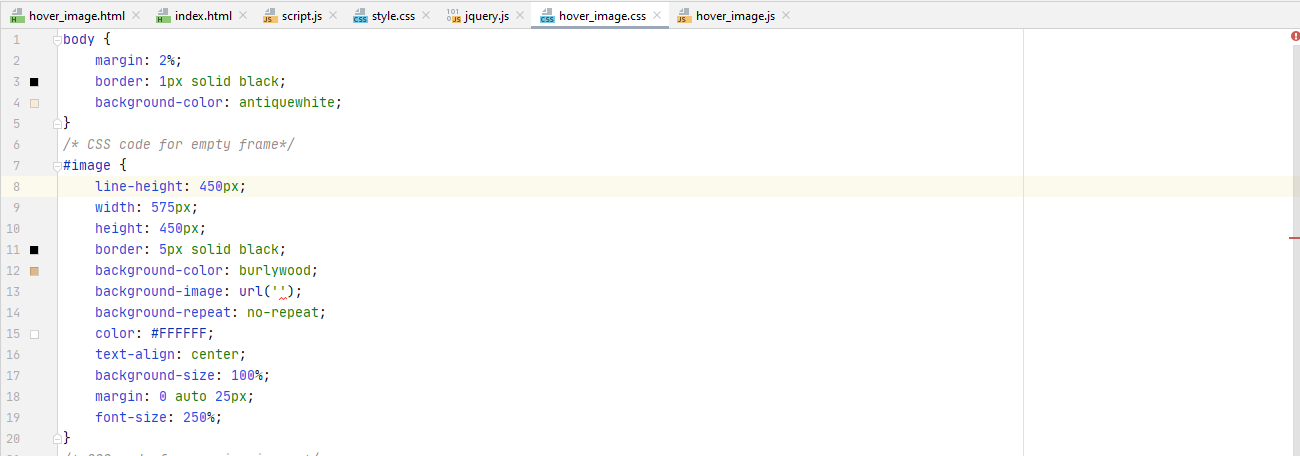 hover_image.html index.html script.js style.css jquery.js hover_image.css hover_image.js
1 body {
2 margin: 2%;
3 border: 1px solid black;
4 background-color: antiquewhite;
5 }
6 /* CSS code for empty frame*/
7 #image {
8 line-height: 450px;
9 width: 575px;
10 height: 450px;
11 border: 5px solid black;
12 background-color: burlywood;
13 background-image: url('');
14 background-repeat: no-repeat;
15 color: #FFFFFF;
16 text-align: center;
17 background-size: 100%;
18 margin: 0 auto 25px;
19 font-size: 250%;
20 }